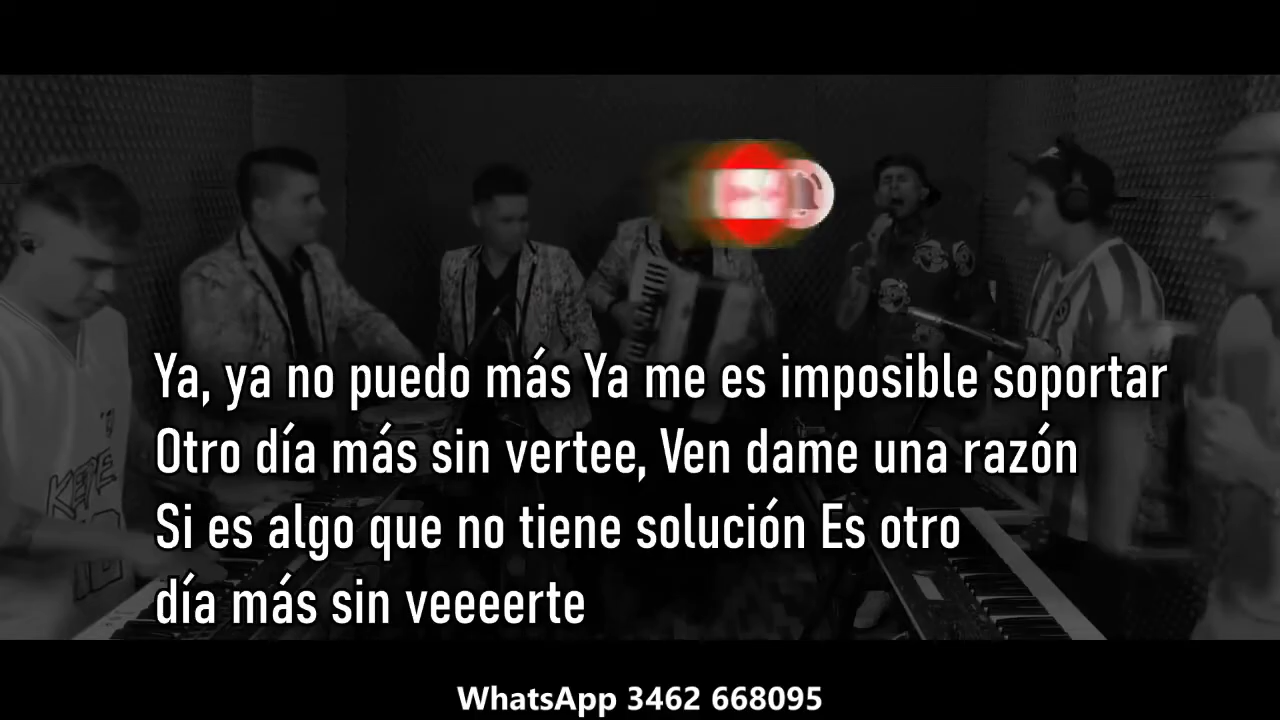 Ya, ya no puedo más Ya me es imposible soportar
Otro día más sin vertee, Ven dame una razón
Si es algo que no tiene solución Es otro
día más sin veeeerte
WhatsApp 3462 668095